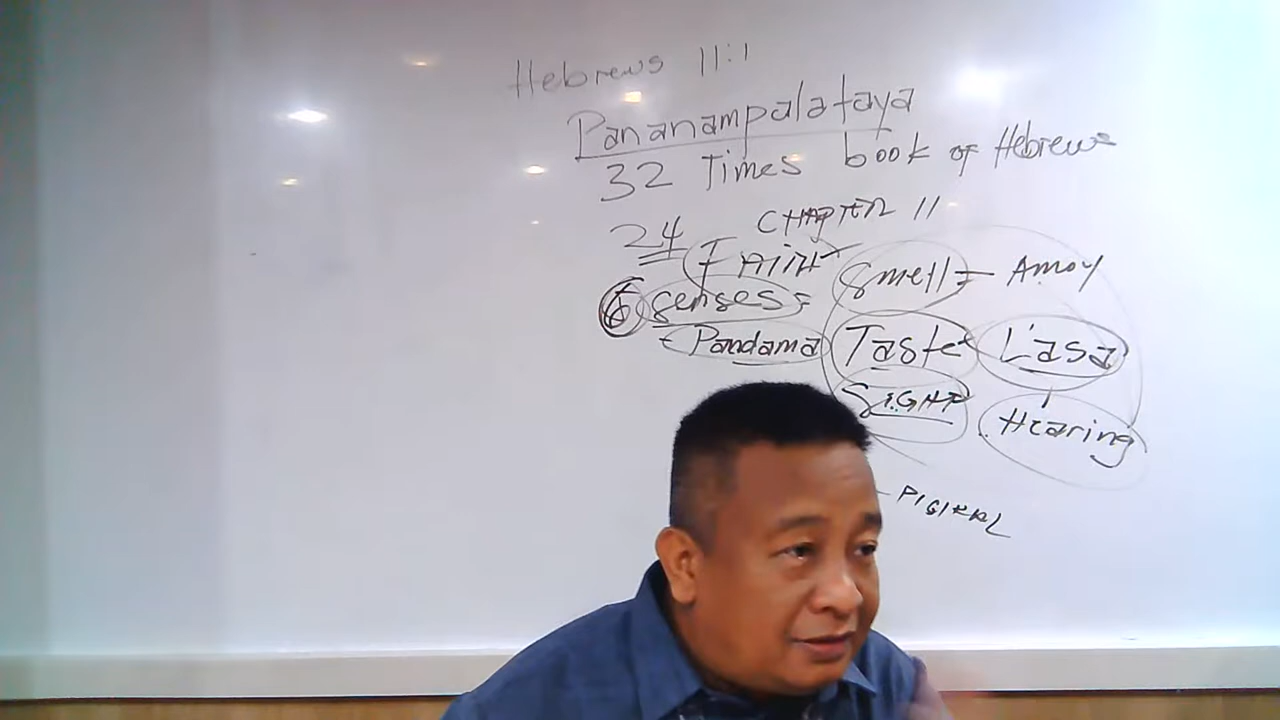 Hebrews 11:1
Pananampalataya
32 Times book of Hebrews
24 CHAPTER 11
FAITH
6 senses = Smell = Amoy
- Pandama Taste Lasa
SIGHT Hearing